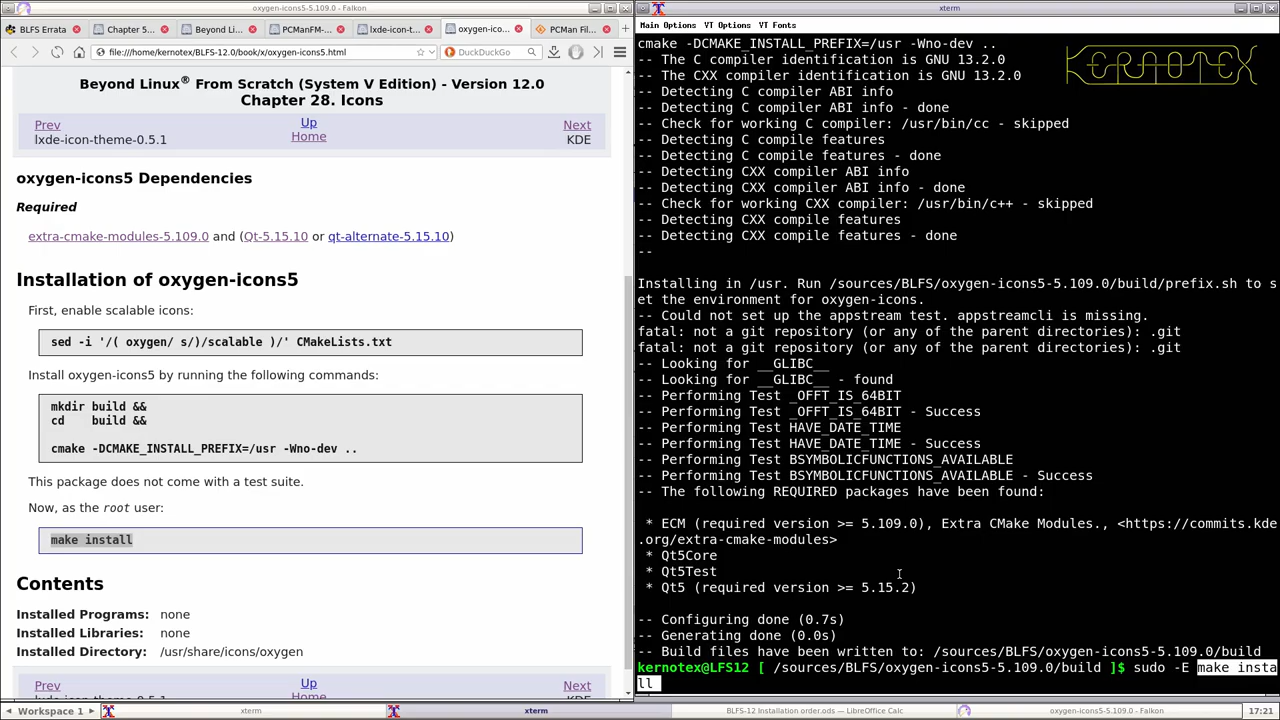 oxygen-icons5-5.109.0 - Falkon
BLFS Errata
Chapter 5...
Beyond Li...
PCManFM-...
lxde-icon-t...
oxygen-ic...
PCMan Fil...
file:///home/kernotex/BLFS-12.0/book/x/oxygen-icons5.html
DuckDuckGo
Beyond Linux® From Scratch (System V Edition) - Version 12.0
Chapter 28. Icons
Prev
Up
Next
lxde-icon-theme-0.5.1
Home
KDE
oxygen-icons5 Dependencies
Required
extra-cmake-modules-5.109.0 and (Qt-5.15.10 or qt-alternate-5.15.10)
Installation of oxygen-icons5
First, enable scalable icons:
sed -i '/( oxygen/ s/)/scalable )/' CMakeLists.txt
Install oxygen-icons5 by running the following commands:
mkdir build &&
cd    build &&
cmake -DCMAKE_INSTALL_PREFIX=/usr -Wno-dev ..
This package does not come with a test suite.
Now, as the root user:
make install
Contents
Installed Programs: none
Installed Libraries: none
Installed Directory: /usr/share/icons/oxygen
Prev
Up
Next
lxde-icon-theme-0.5.1
Home
KDE
xterm
Main Options  VT Options  VT Fonts
KERNOTEX
cmake -DCMAKE_INSTALL_PREFIX=/usr -Wno-dev ..
-- The C compiler identification is GNU 13.2.0
-- The CXX compiler identification is GNU 13.2.0
-- Detecting C compiler ABI info
-- Detecting C compiler ABI info - done
-- Check for working C compiler: /usr/bin/cc - skipped
-- Detecting C compile features
-- Detecting C compile features - done
-- Detecting CXX compiler ABI info
-- Detecting CXX compiler ABI info - done
-- Check for working CXX compiler: /usr/bin/c++ - skipped
-- Detecting CXX compile features
-- Detecting CXX compile features - done
--
Installing in /usr. Run /sources/BLFS/oxygen-icons5-5.109.0/build/prefix.sh to s
et the environment for oxygen-icons.
-- Could not set up the appstream test. appstreamcli is missing.
fatal: not a git repository (or any of the parent directories): .git
fatal: not a git repository (or any of the parent directories): .git
-- Looking for __GLIBC__
-- Looking for __GLIBC__ - found
-- Performing Test _OFFT_IS_64BIT
-- Performing Test _OFFT_IS_64BIT - Success
-- Performing Test HAVE_DATE_TIME
-- Performing Test HAVE_DATE_TIME - Success
-- Performing Test BSYMBOLICFUNCTIONS_AVAILABLE
-- Performing Test BSYMBOLICFUNCTIONS_AVAILABLE - Success
-- The following REQUIRED packages have been found:
* ECM (required version >= 5.109.0), Extra CMake Modules., <https://commits.kde
.org/extra-cmake-modules>
* Qt5Core
* Qt5Test
* Qt5 (required version >= 5.15.2)
-- Configuring done (0.7s)
-- Generating done (0.0s)
-- Build files have been written to: /sources/BLFS/oxygen-icons5-5.109.0/build
kernotex@LFS12 [ /sources/BLFS/oxygen-icons5-5.109.0/build ]$ sudo -E make insta
ll
Workspace 1
xterm
xterm
BLFS-12 Installation order.ods — LibreOffice Calc
oxygen-icons5-5.109.0 - Falkon
17:21